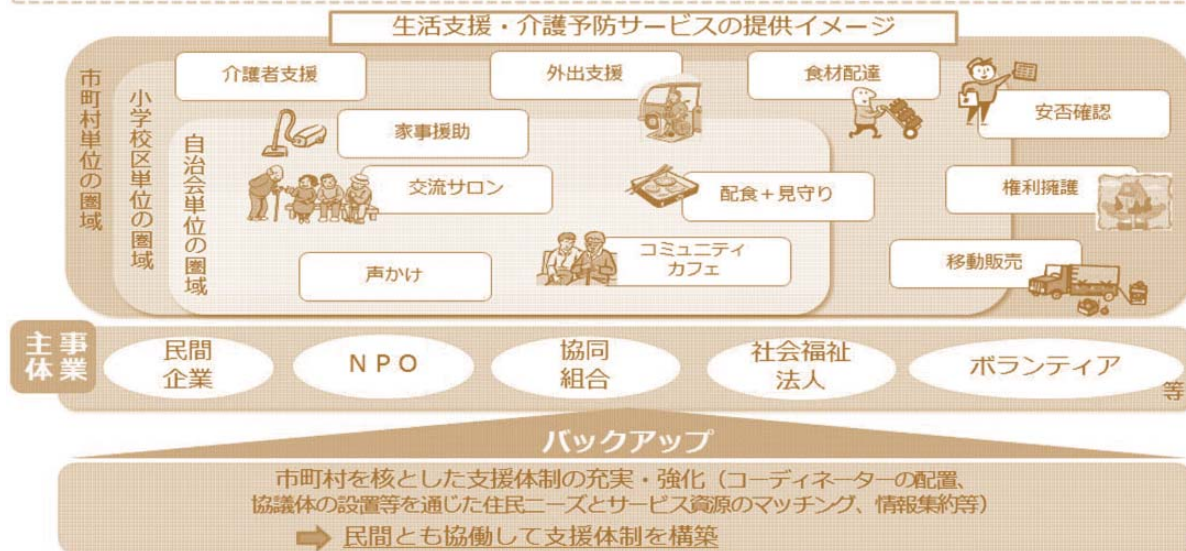 生活支援・介護予防サービスの提供イメージ
市町村単位の圏域
小学校区単位の圏域
自治会単位の圏域
介護者支援
外出支援
食材配達
安否確認
家事援助
交流サロン
配食+見守り
権利擁護
声かけ
コミュニティ
カフェ
移動販売
事業
主体
民間
企業
NPO
協同
組合
社会福祉
法人
ボランティア
等
バックアップ
市町村を核とした支援体制の充実・強化(コーディネーターの配置、
協議体の設置等を通じた住民ニーズとサービス資源のマッチング、情報集約等)
➡ 民間とも協働して支援体制を構築